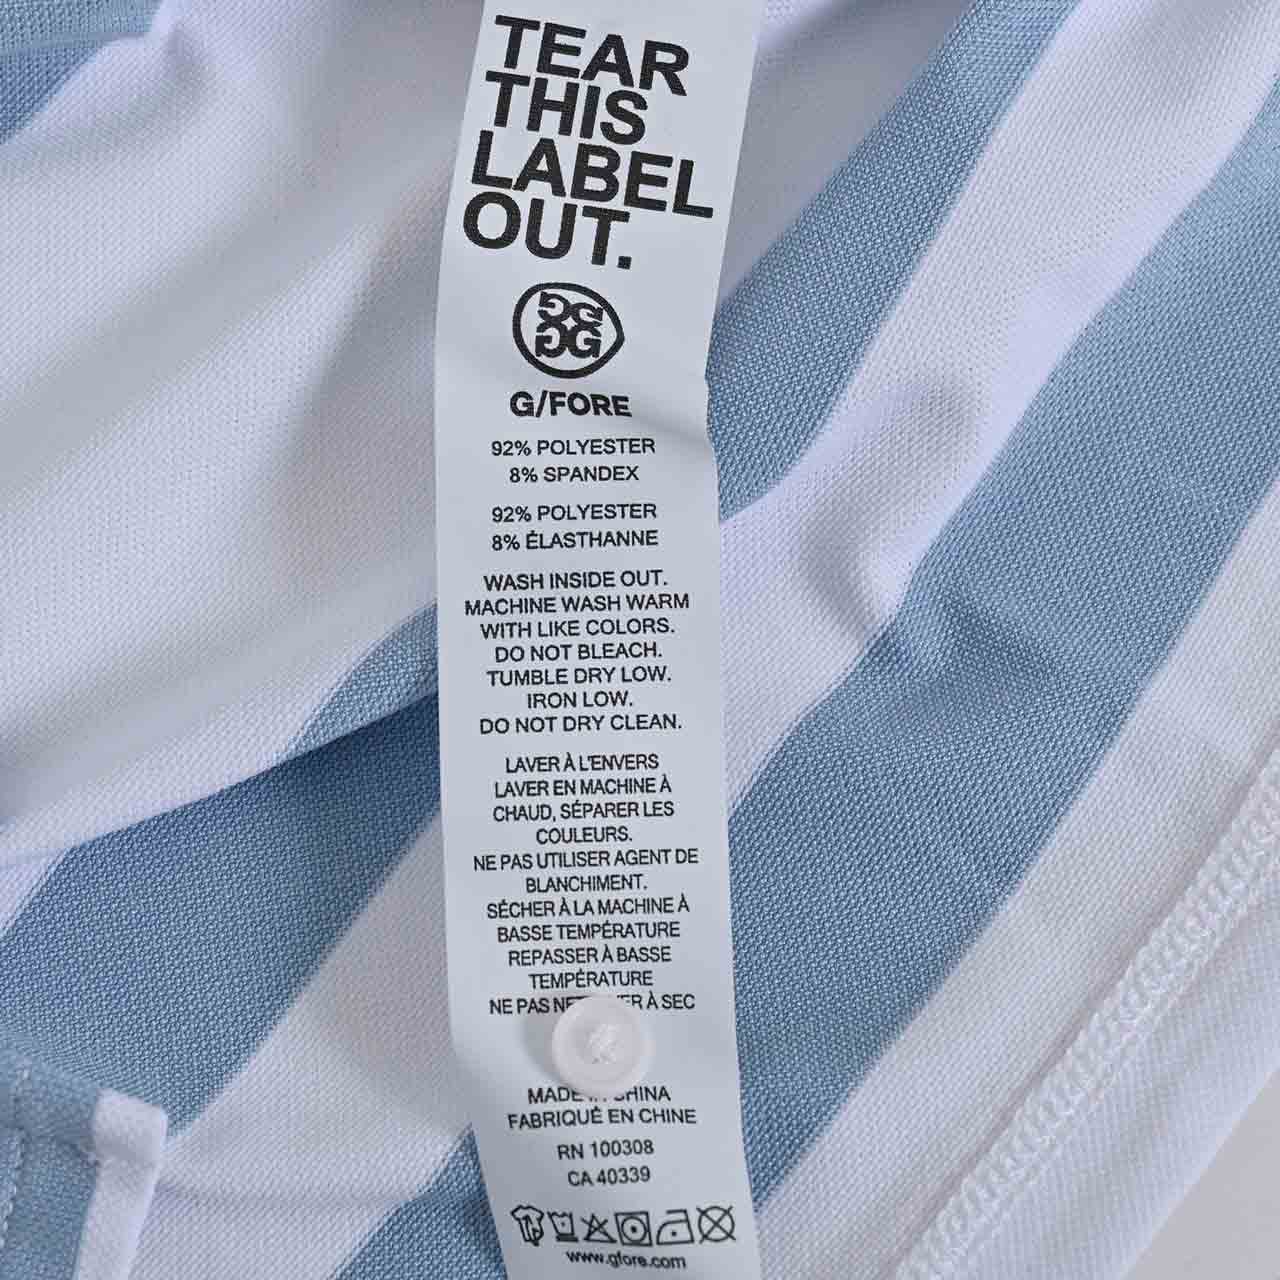 TEAR
THIS
LABEL
OUT.
G/FORE
92% POLYESTER
8% SPANDEX
92% POLYESTER
8% ÉLASTHANNE
WASH INSIDE OUT.
MACHINE WASH WARM
WITH LIKE COLORS.
DO NOT BLEACH.
TUMBLE DRY LOW.
IRON LOW.
DO NOT DRY CLEAN.
LAVER À L'ENVERS
LAVER EN MACHINE À
CHAUD, SÉPARER LES
COULEURS.
NE PAS UTILISER AGENT DE
BLANCHIMENT.
SÉCHER À LA MACHINE À
BASSE TEMPÉRATURE
REPASSER À BASSE
TEMPÉRATURE
NE PAS À SEC
MADE CHINA
FABRIQUÉ EN CHINE
RN 100308
CA 40339
www.gfore.com